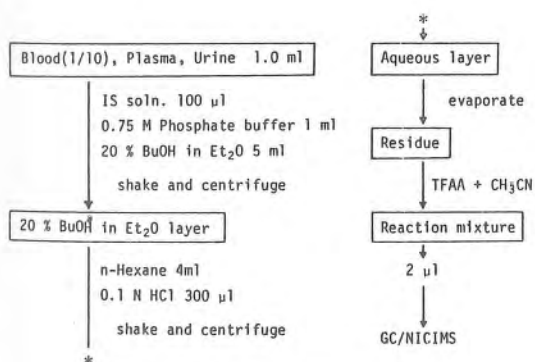 Blood(1/10), Plasma, Urine 1.0 ml
IS soln. 100 µl
0.75 M Phosphate buffer 1 ml
20 % BuOH in Et₂O 5 ml
shake and centrifuge
20 % BuOH in Et₂O layer
n-Hexane 4ml
0.1 N HCl 300 µl
shake and centrifuge
*
*
Aqueous layer
evaporate
Residue
TFAA + CH₃CN
Reaction mixture
2 µl
GC/NICIMS